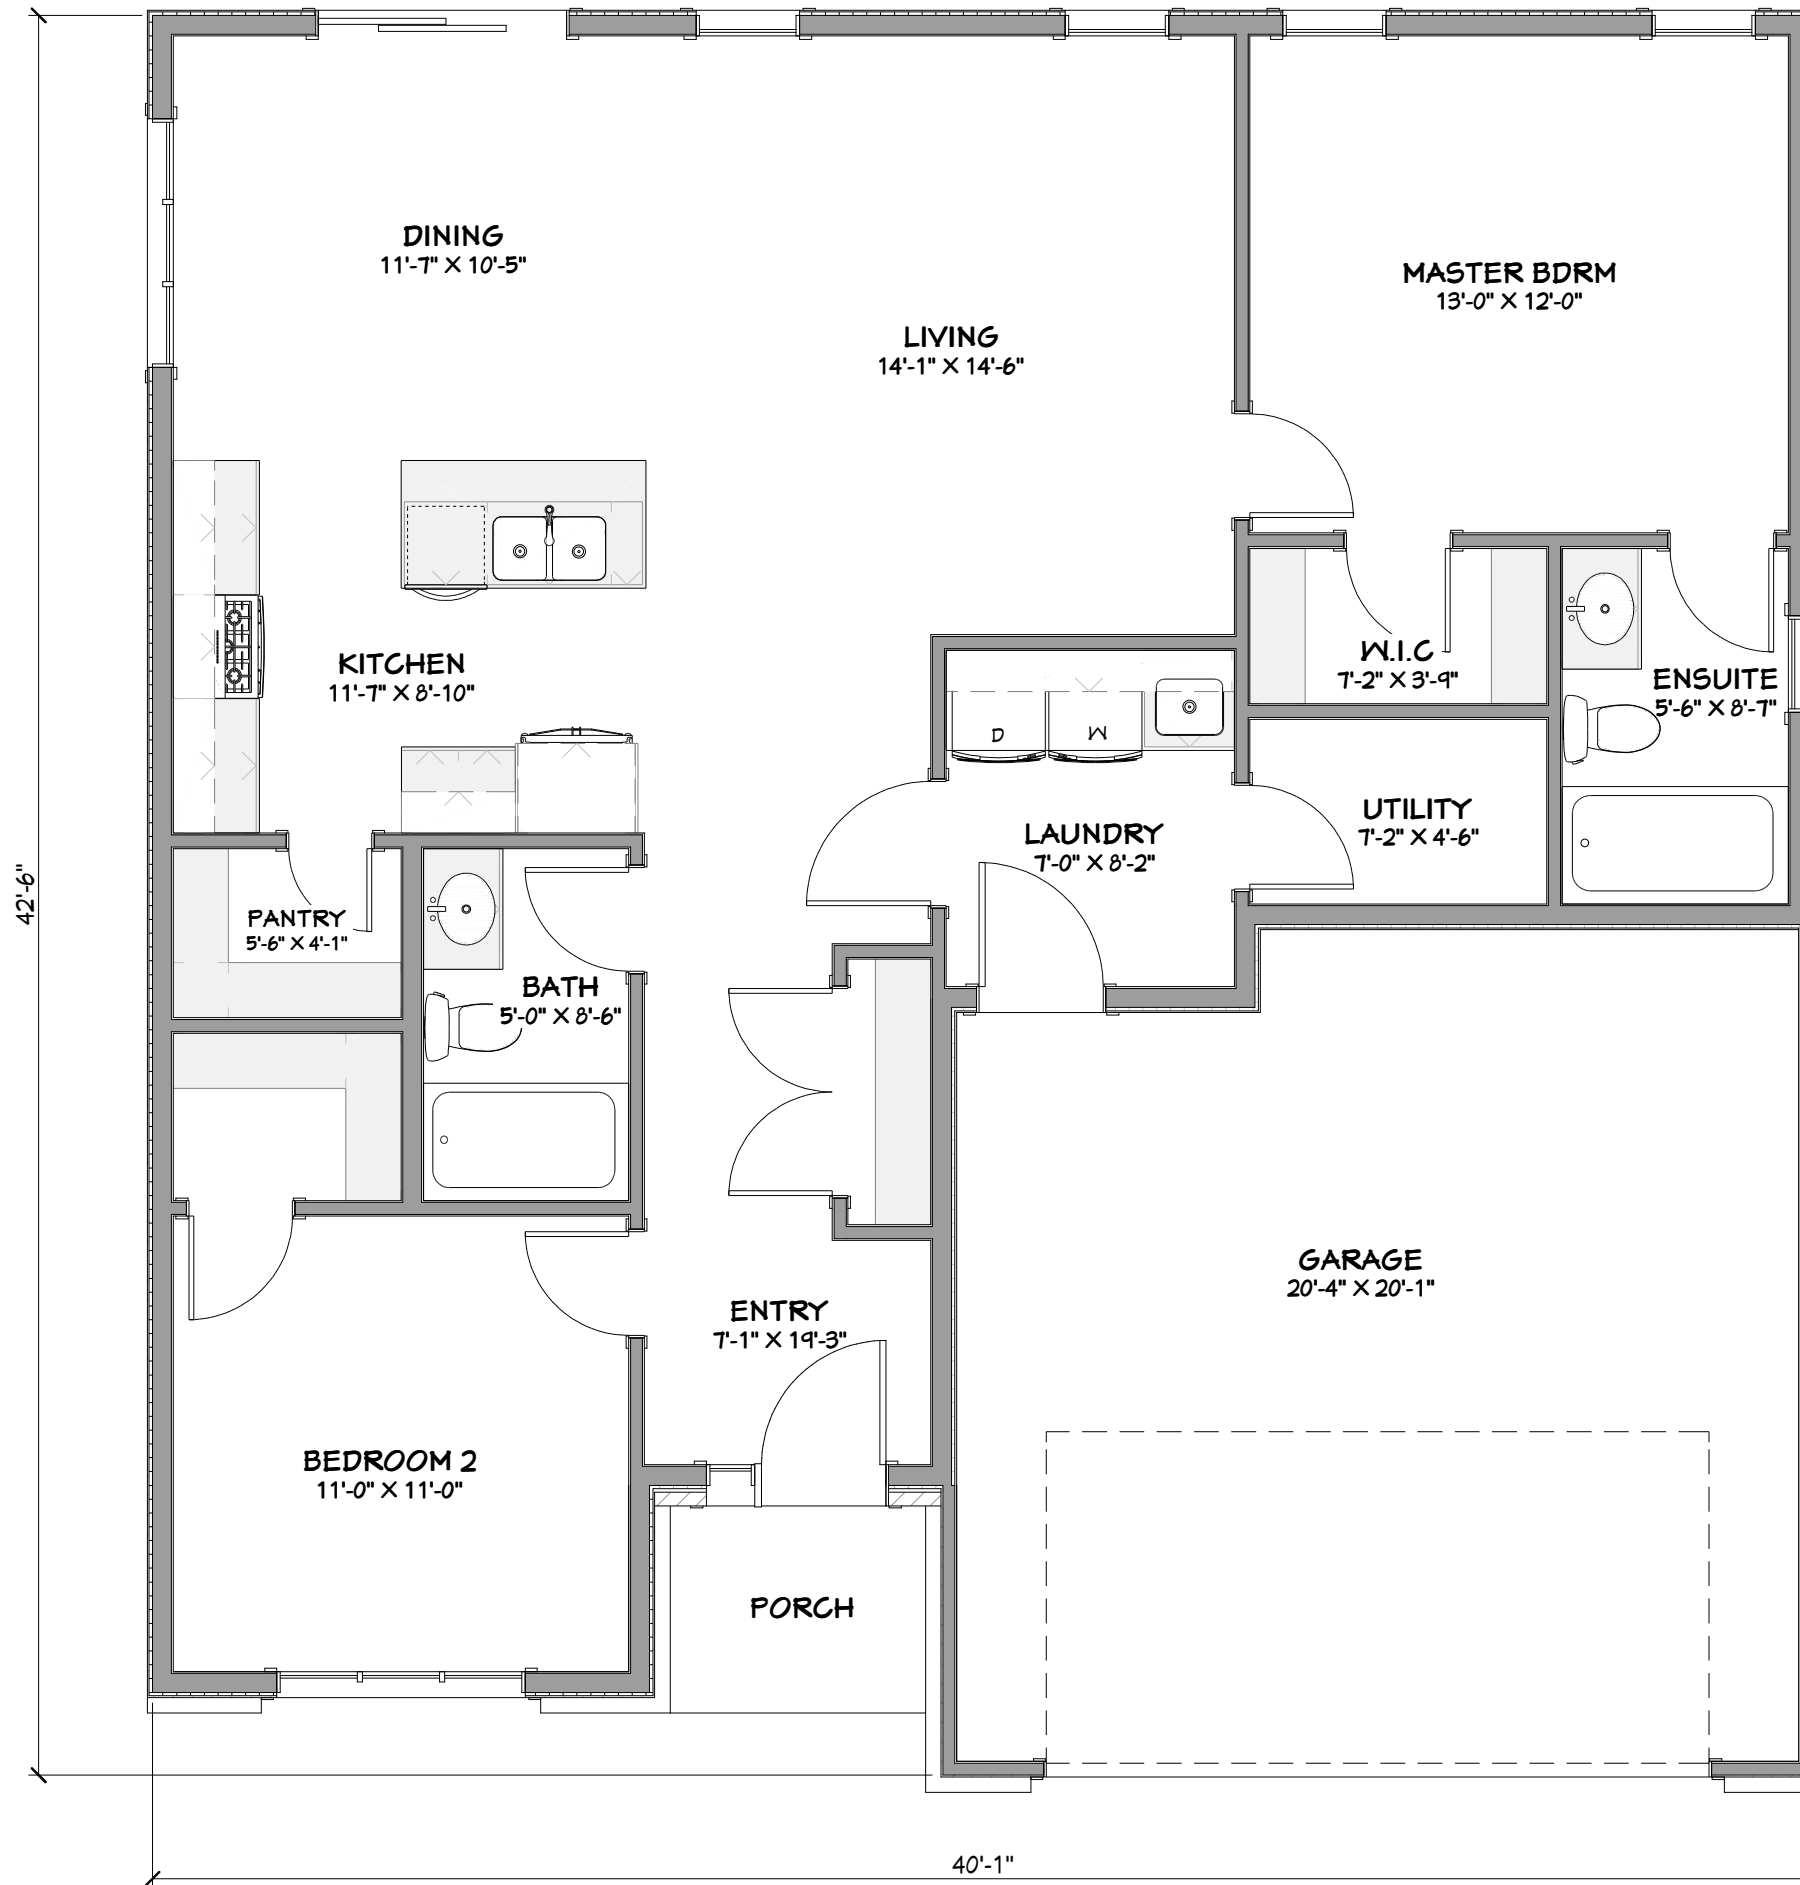 DINING
11'-7" X 10'-5"
LIVING
14'-1" X 14'-6"
MASTER BDRM
13'-0" X 12'-0"
KITCHEN
11'-7" X 8'-10"
W.I.C
7'-2" X 3'-9"
ENSUITE
5'-6" X 8'-7"
D
W
LAUNDRY
7'-0" X 8'-2"
UTILITY
7'-2" X 4'-6"
42'-6"
PANTRY
5'-6" X 4'-1"
BATH
5'-0" X 8'-6"
ENTRY
7'-1" X 19'-3"
GARAGE
20'-4" X 20'-1"
BEDROOM 2
11'-0" X 11'-0"
PORCH
40'-1"